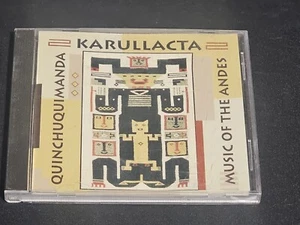 KARULLACTA
QUINCHUQUIMANDA
MUSIC OF THE ANDES